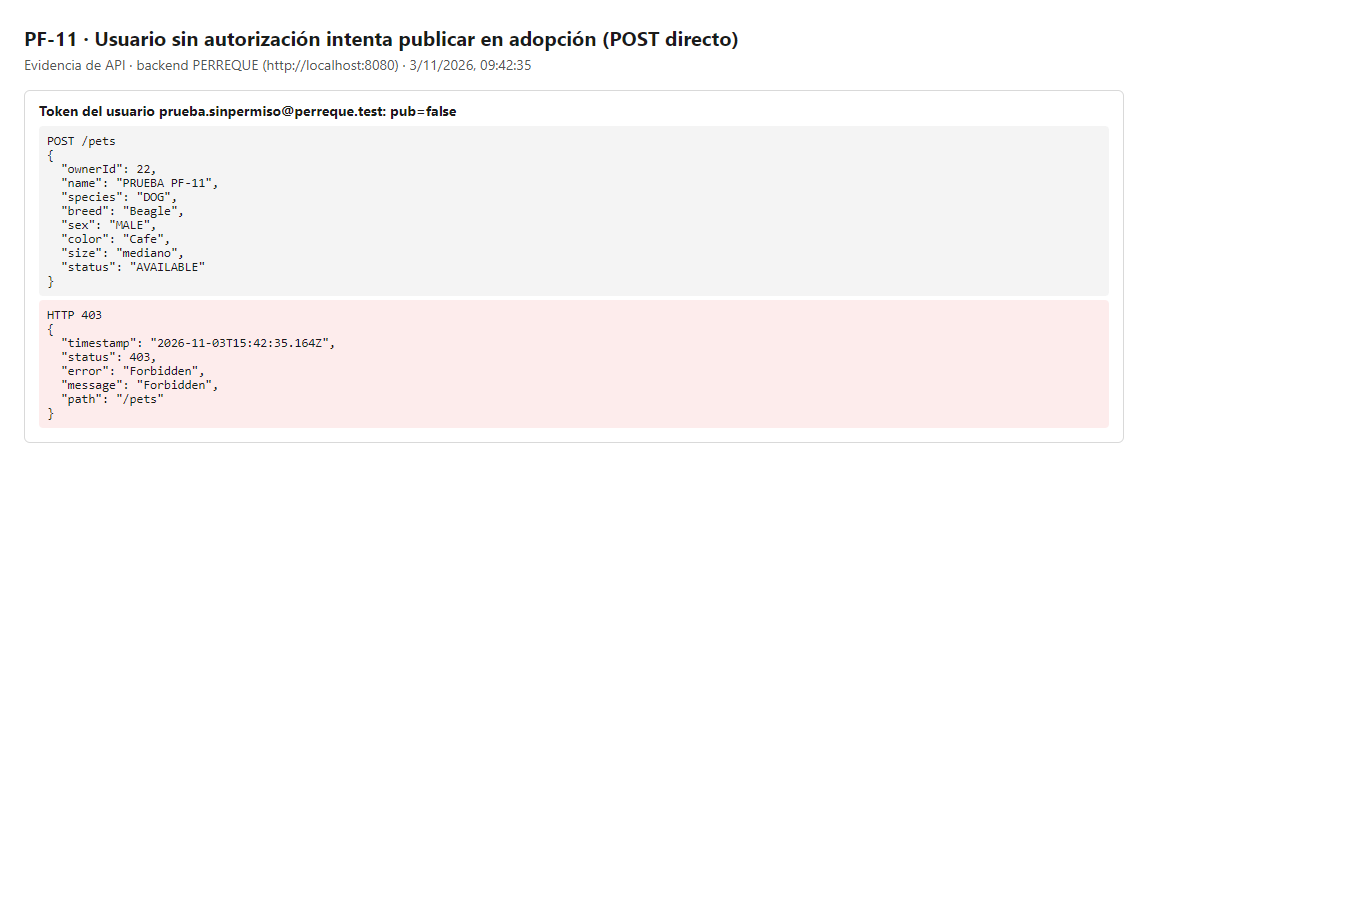 PF-11 · Usuario sin autorización intenta publicar en adopción (POST directo)
Evidencia de API · backend PERREQUE (http://localhost:8080) · 3/11/2026, 09:42:35
Token del usuario prueba.sinpermiso@perreque.test: pub=false
POST /pets
{
  "ownerId": 22,
  "name": "PRUEBA PF-11",
  "species": "DOG",
  "breed": "Beagle",
  "sex": "MALE",
  "color": "Cafe",
  "size": "mediano",
  "status": "AVAILABLE"
}
HTTP 403
{
  "timestamp": "2026-11-03T15:42:35.164Z",
  "status": 403,
  "error": "Forbidden",
  "message": "Forbidden",
  "path": "/pets"
}